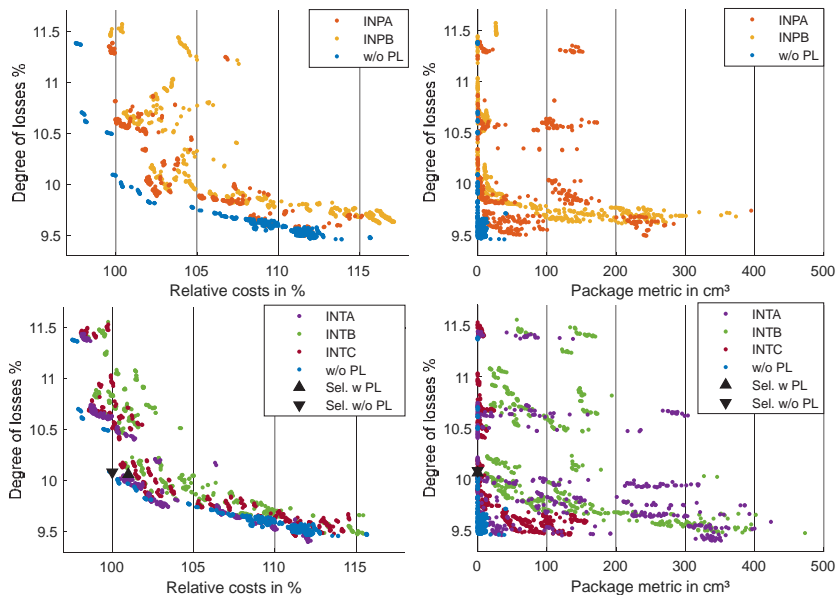 11.5
11
10.5
10
9.5
Degree of losses %
100
105
110
115
Relative costs in %
INPA
INPB
w/o PL
11.5
11
10.5
10
9.5
Degree of losses %
0
100
200
300
400
500
Package metric in cm³
INPA
INPB
w/o PL
11.5
11
10.5
10
9.5
Degree of losses %
100
105
110
115
Relative costs in %
INTA
INTB
INTC
w/o PL
Sel. w PL
Sel. w/o PL
11.5
11
10.5
10
9.5
Degree of losses %
0
100
200
300
400
500
Package metric in cm³
INTA
INTB
INTC
w/o PL
Sel. w PL
Sel. w/o PL